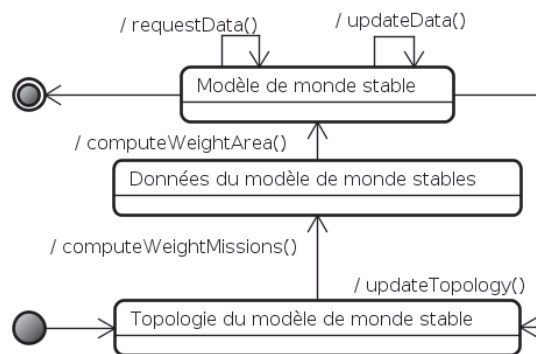 / requestData()
/ updateData()
Modèle de monde stable
/ computeWeightArea()
Données du modèle de monde stables
/ computeWeightMissions()
/ updateTopology()
Topologie du modèle de monde stable